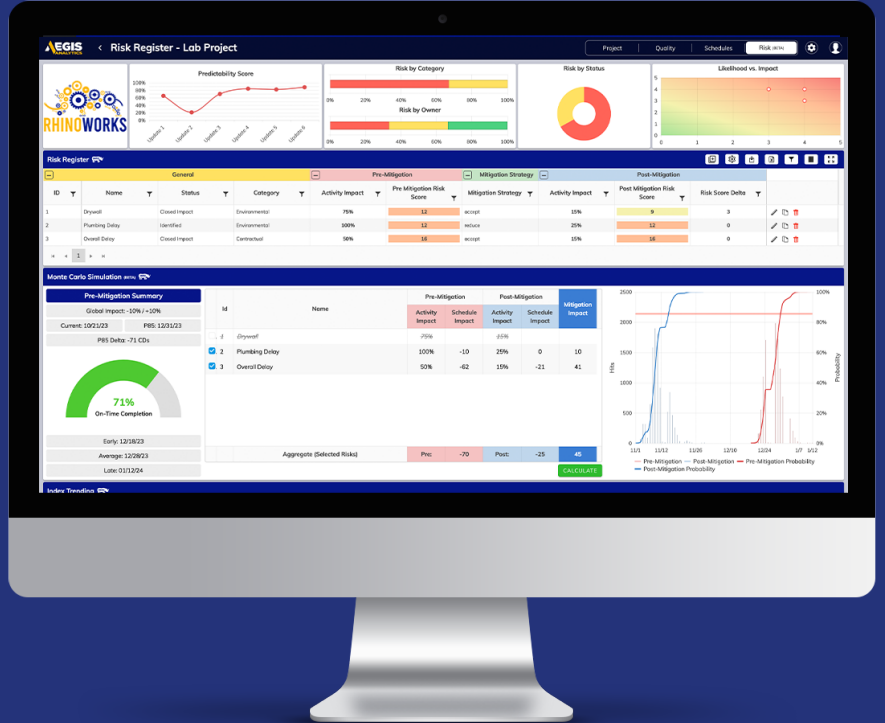 AEGIS
ANALYTICS
Risk Register - Lab Project
Project
Quality
Schedules
Risk (BETA)
RHINOWORKS
Predictability Score
100%
80%
60%
40%
20%
0%
Update 1
Update 2
Update 3
Update 4
Update 5
Update 6
Risk by Category
0% 20% 40% 60% 80% 100%
Risk by Owner
0% 20% 40% 60% 80% 100%
Risk by Status
Likelihood vs. Impact
5
4
3
2
1
0
0 1 2 3 4 5
Risk Register
General Pre-Mitigation Mitigation Strategy Post-Mitigation
ID Name Status Category Activity Impact Pre Mitigation Risk Score Mitigation Strategy Activity Impact Post Mitigation Risk Score Risk Score Delta
1 Drywall Closed Impact Environmental 75% 12 accept 15% 9 3
2 Plumbing Delay Identified Environmental 100% 12 reduce 25% 12 0
3 Overall Delay Closed Impact Contractual 50% 16 accept 15% 16 0
1
Monte Carlo Simulation (BETA)
Pre-Mitigation Summary
Global Impact: -10% / +10%
Current: 10/21/23 P85: 12/31/23
P85 Delta: -71 CDs
71%
On-Time Completion
Early: 12/18/23
Average: 12/28/23
Late: 01/12/24
Id Name Pre-Mitigation Post-Mitigation Mitigation Impact
Activity Impact Schedule Impact Activity Impact Schedule Impact
1 Drywall 75% 15%
2 Plumbing Delay 100% -10 25% 0 10
3 Overall Delay 50% -62 15% -21 41
Aggregate (Selected Risks) Pre: -70 Post: -25 45
CALCULATE
2500
2000
1500
1000
500
0
Hits
100%
80%
60%
40%
20%
0%
Probability
11/1 11/12 11/26 12/10 12/24 1/7 1/12
Pre-Mitigation Post-Mitigation Pre-Mitigation Probability
Post-Mitigation Probability
Index Trending